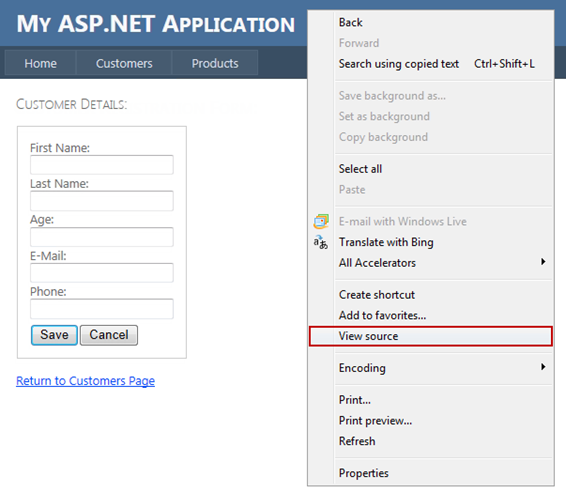 My ASP.NET Application
Home Customers Products
Customer Details:
First Name:
Last Name:
Age:
E-Mail:
Phone:
Save Cancel
Return to Customers Page
Back
Forward
Search using copied text Ctrl+Shift+L
Save background as...
Set as background
Copy background
Select all
Paste
E-mail with Windows Live
Translate with Bing
All Accelerators
Create shortcut
Add to favorites...
View source
Encoding
Print...
Print preview...
Refresh
Properties